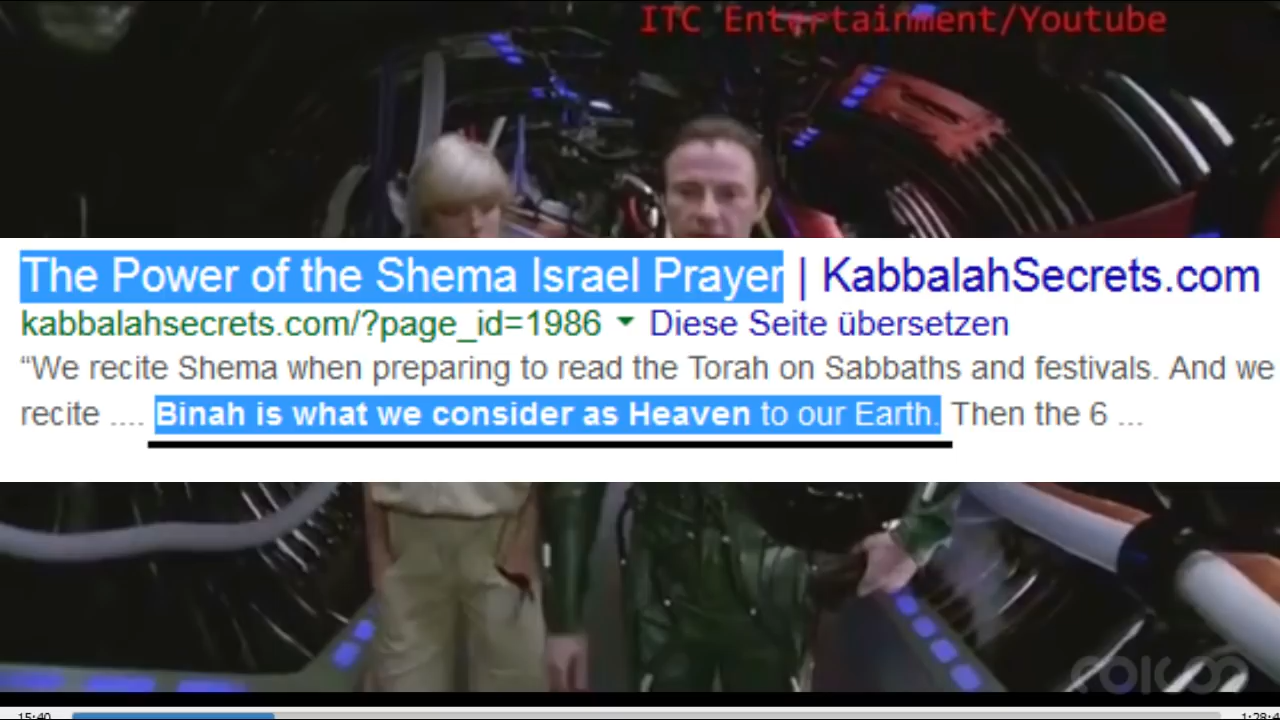 ITC Entertainment/Youtube
The Power of the Shema Israel Prayer | KabbalahSecrets.com
kabbalahsecrets.com/?page_id=1986 Diese Seite übersetzen
“We recite Shema when preparing to read the Torah on Sabbaths and festivals. And we
recite .... Binah is what we consider as Heaven to our Earth. Then the 6 ...
15:40